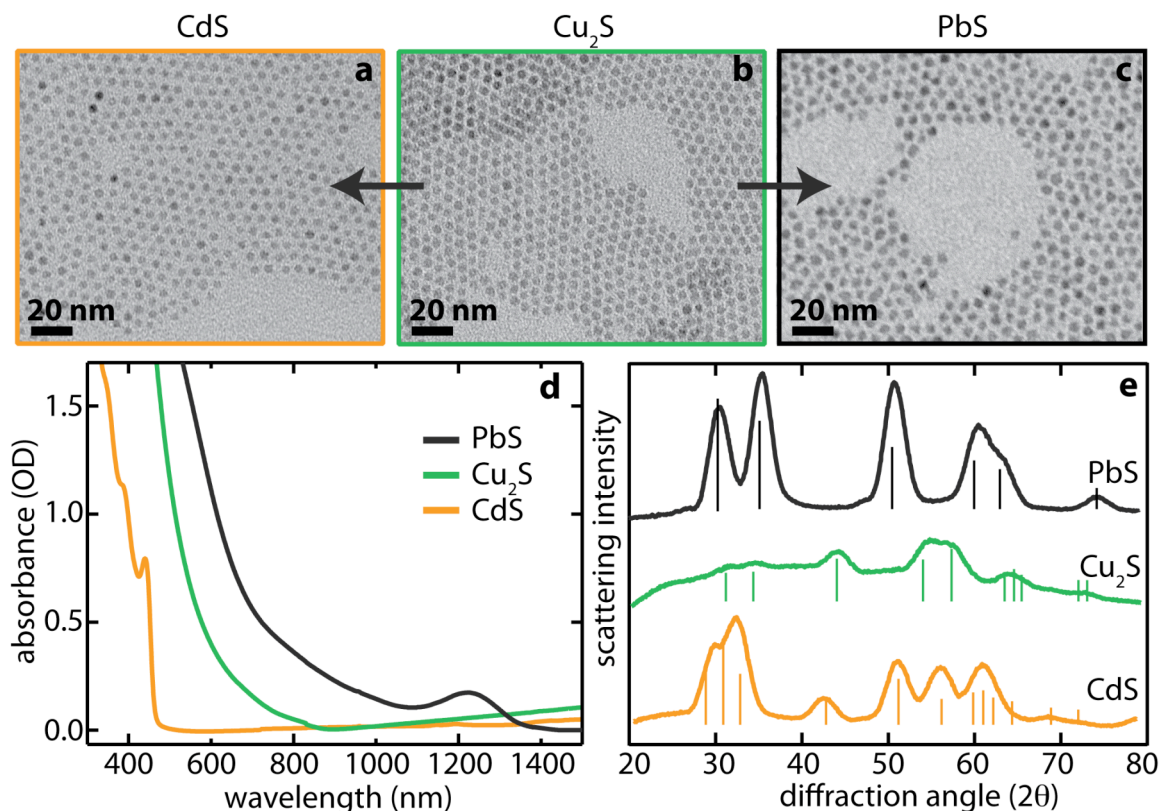 CdS Cu₂S PbS
a b c
20 nm 20 nm 20 nm
d e
1.5
1.0
0.5
0.0
absorbance (OD)
PbS
Cu₂S
CdS
400 600 800 1000 1200 1400
wavelength (nm)
scattering intensity
PbS
Cu₂S
CdS
20 30 40 50 60 70 80
diffraction angle (2θ)